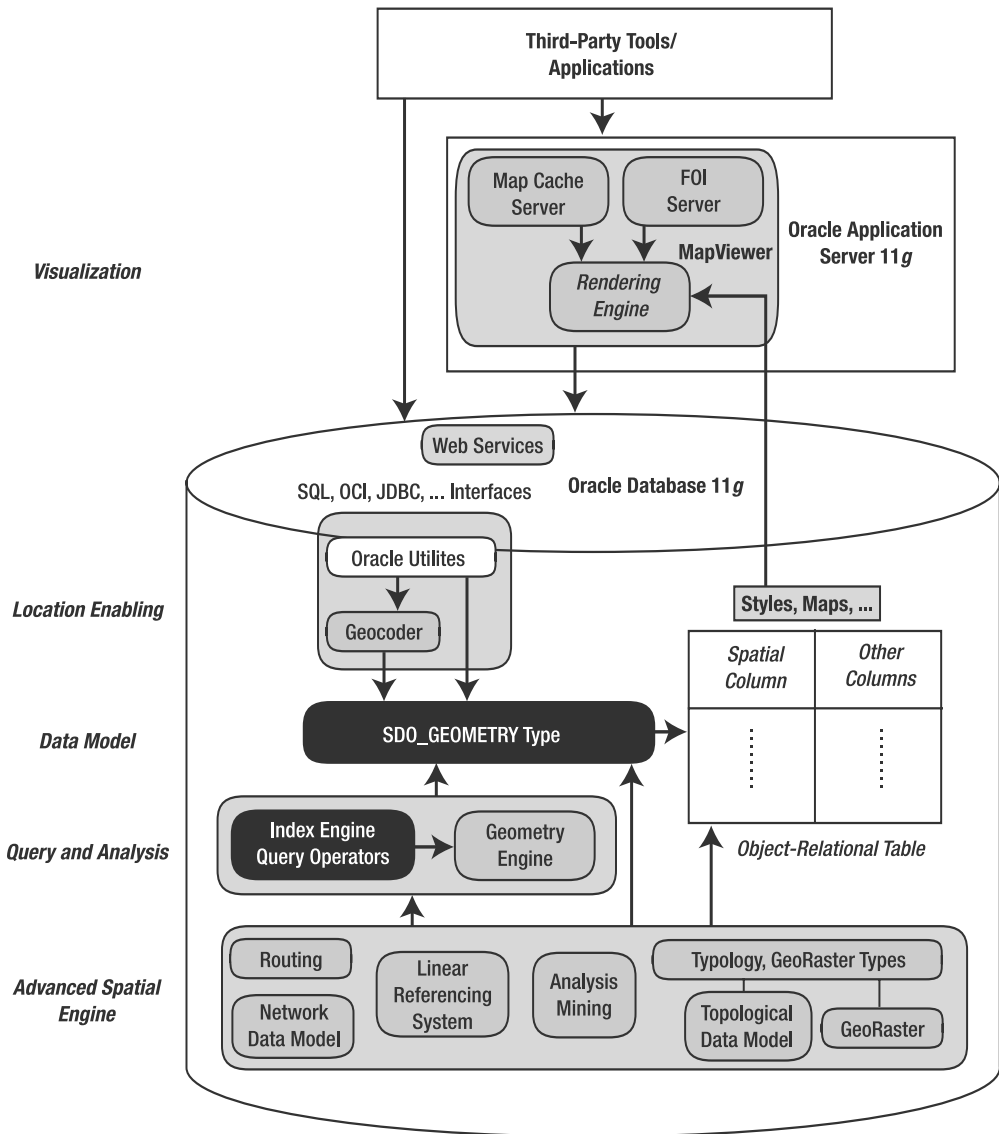 Third-Party Tools/
Applications
Map Cache
Server
FOI
Server
Oracle Application
Server 11g
MapViewer
Visualization
Rendering
Engine
Web Services
Oracle Database 11g
SQL, OCI, JDBC, ... Interfaces
Oracle Utilites
Location Enabling
Styles, Maps, ...
Geocoder
Spatial
Column
Other
Columns
Data Model
SDO_GEOMETRY Type
Query and Analysis
Index Engine
Query Operators
Geometry
Engine
Object-Relational Table
Advanced Spatial
Engine
Routing
Linear
Referencing
System
Analysis
Mining
Typology, GeoRaster Types
Network
Data Model
Topological
Data Model
GeoRaster